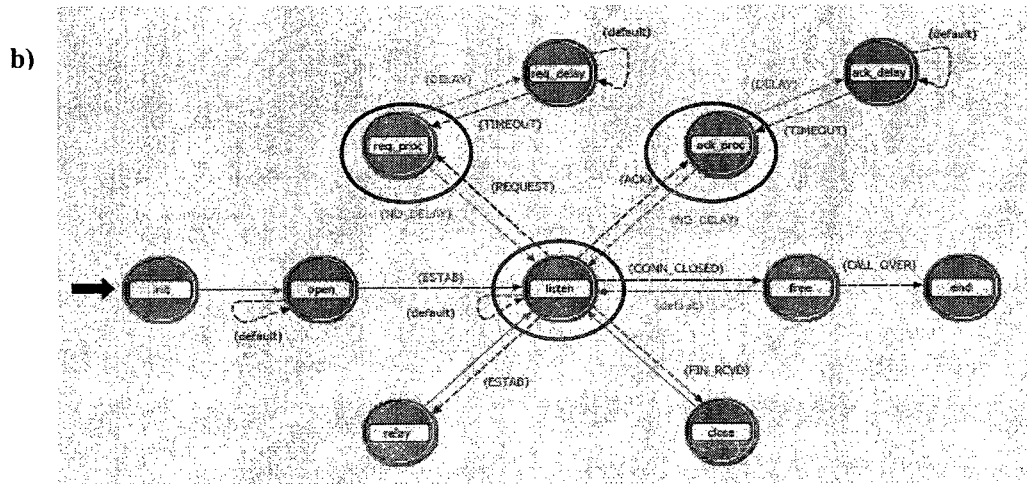 b)
(default)
(default)
req_delay
ack_delay
(DELAY)
(DELAY)
(TIMEOUT)
(TIMEOUT)
req_proc
ack_proc
(REQUEST)
(ACK)
(NO_DELAY)
(NO_DELAY)
(ESTAB)
(CONN_CLOSED)
(CALL_OVER)
init
open
listen
free
end
(default)
(default)
(default)
(ESTAB)
(FIN_RCVD)
relay
close